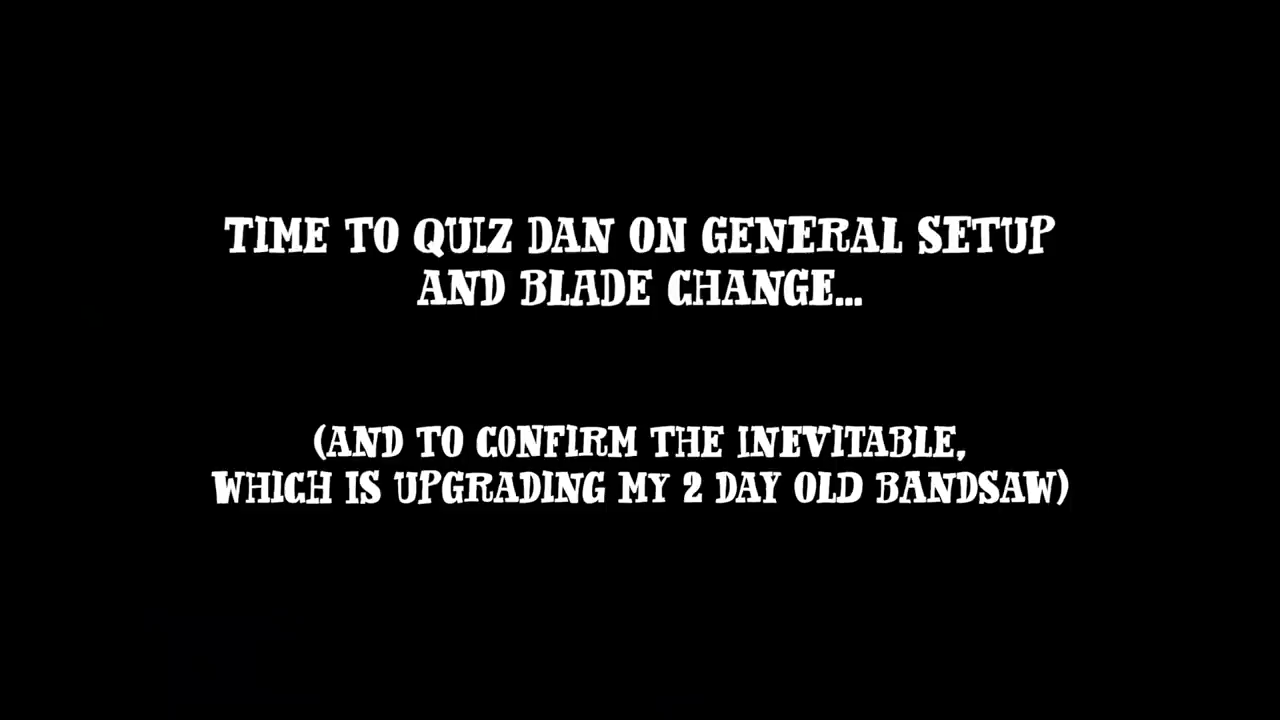 TIME TO QUIZ DAN ON GENERAL SETUP
AND BLADE CHANGE...
(AND TO CONFIRM THE INEVITABLE,
WHICH IS UPGRADING MY 2 DAY OLD BANDSAW)